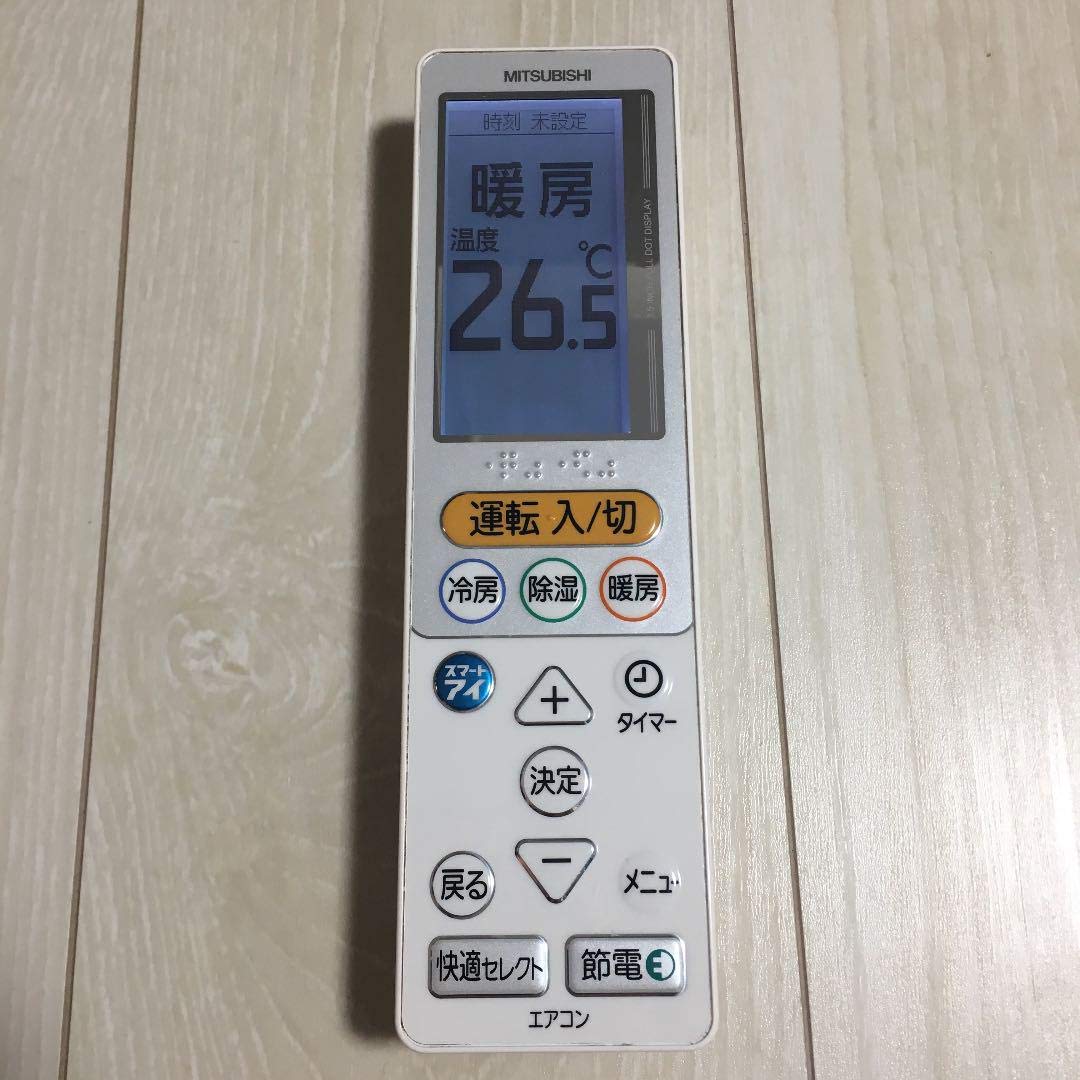 MITSUBISHI
時刻 未設定
暖房
温度
26.5℃
運転 入/切
冷房 除湿 暖房
スマート
アイ
+
タイマー
決定
−
戻る
メニュー
快適セレクト 節電
エアコン